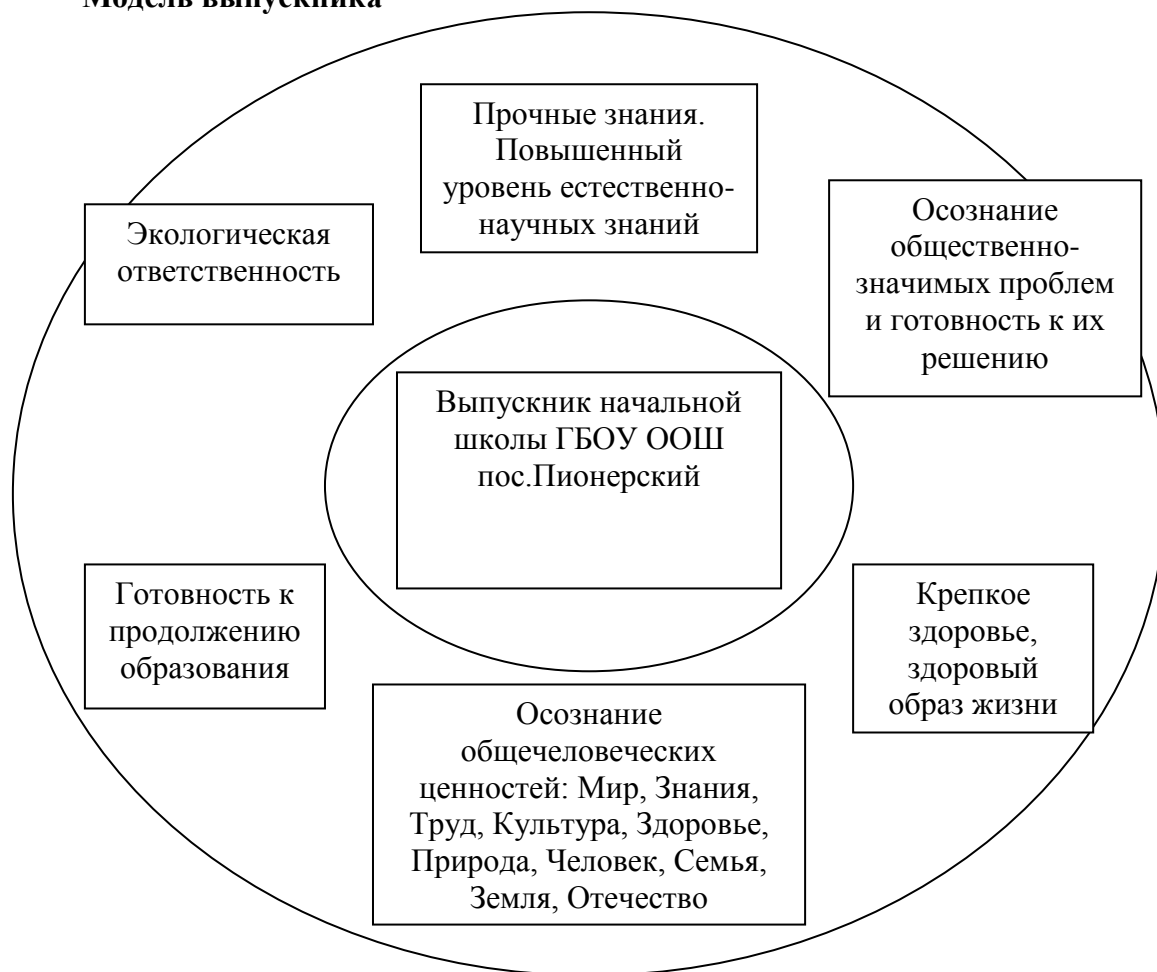 Модель выпускника
Прочные знания.
Повышенный
уровень естественно-
научных знаний
Экологическая
ответственность
Осознание
общественно-
значимых проблем
и готовность к их
решению
Выпускник начальной
школы ГБОУ ООШ
пос.Пионерский
Готовность к
продолжению
образования
Крепкое
здоровье,
здоровый
образ жизни
Осознание
общечеловеческих
ценностей: Мир, Знания,
Труд, Культура, Здоровье,
Природа, Человек, Семья,
Земля, Отечество